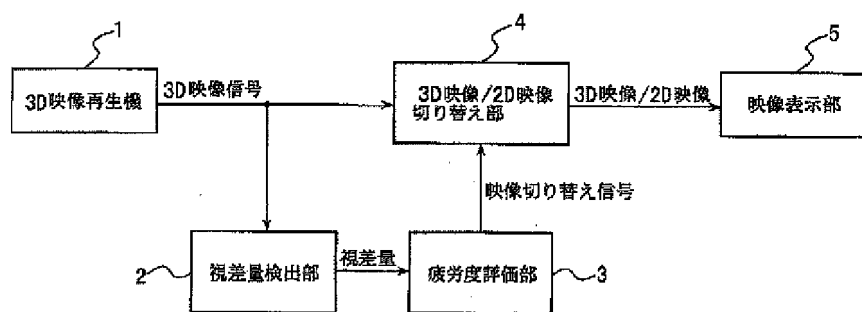 1
3D映像再生機
3D映像信号
4
3D映像/2D映像
切り替え部
3D映像/2D映像
5
映像表示部
映像切り替え信号
2
視差量検出部
視差量
疲労度評価部
3